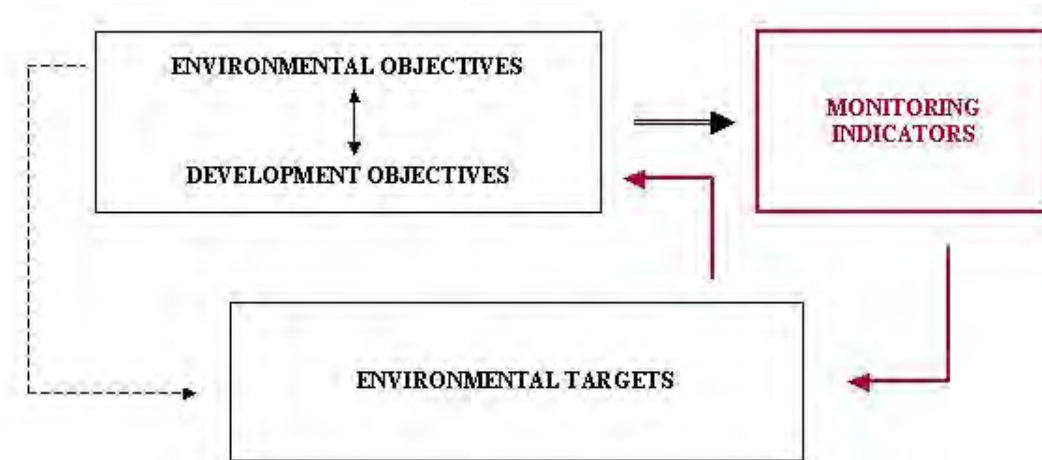 ENVIRONMENTAL OBJECTIVES
DEVELOPMENT OBJECTIVES
MONITORING
INDICATORS
ENVIRONMENTAL TARGETS